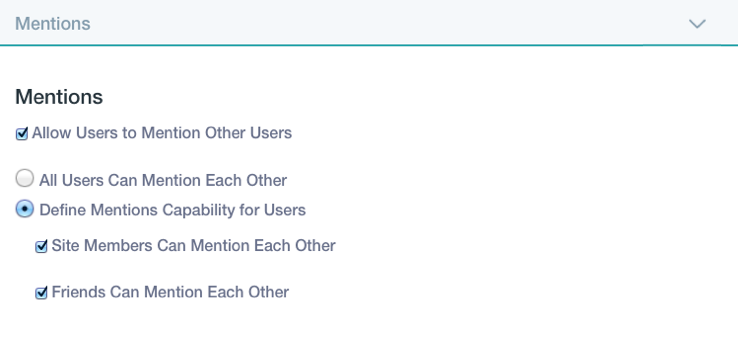 Mentions
Mentions
Allow Users to Mention Other Users
All Users Can Mention Each Other
Define Mentions Capability for Users
Site Members Can Mention Each Other
Friends Can Mention Each Other